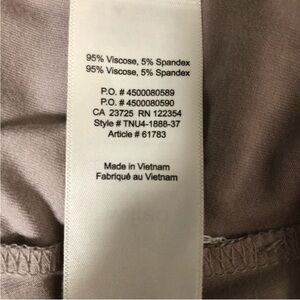 95% Viscose, 5% Spandex
95% Viscose, 5% Spandex
P.O. # 4500080589
P.O. # 4500080590
CA 23725 RN 122354
Style # TNU4-1888-37
Article # 61783
Made in Vietnam
Fabriqué au Vietnam